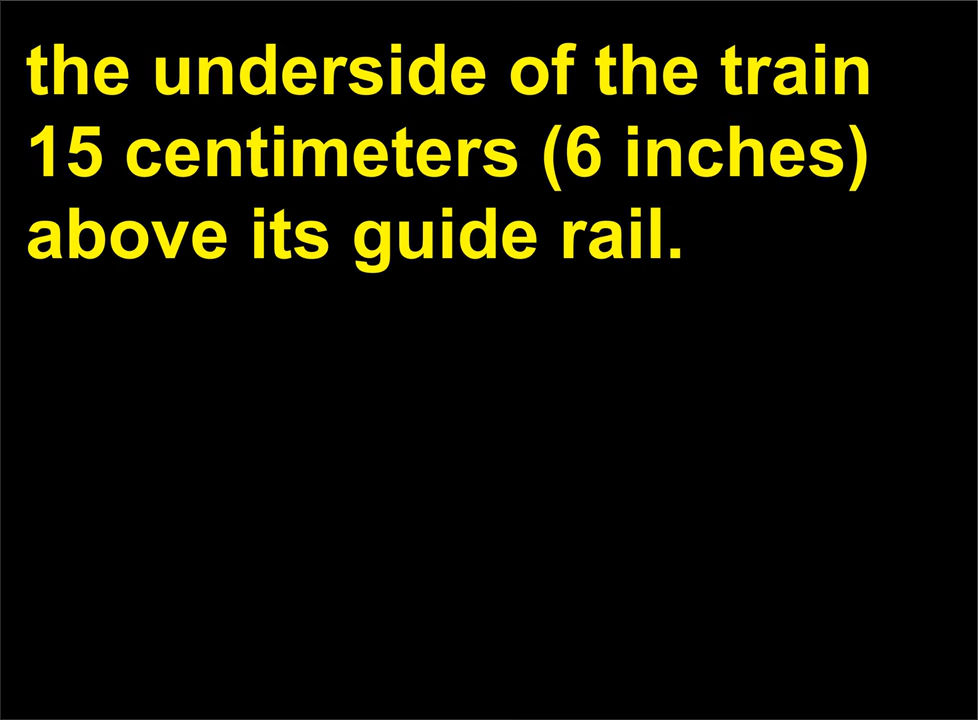 the underside of the train
15 centimeters (6 inches)
above its guide rail.